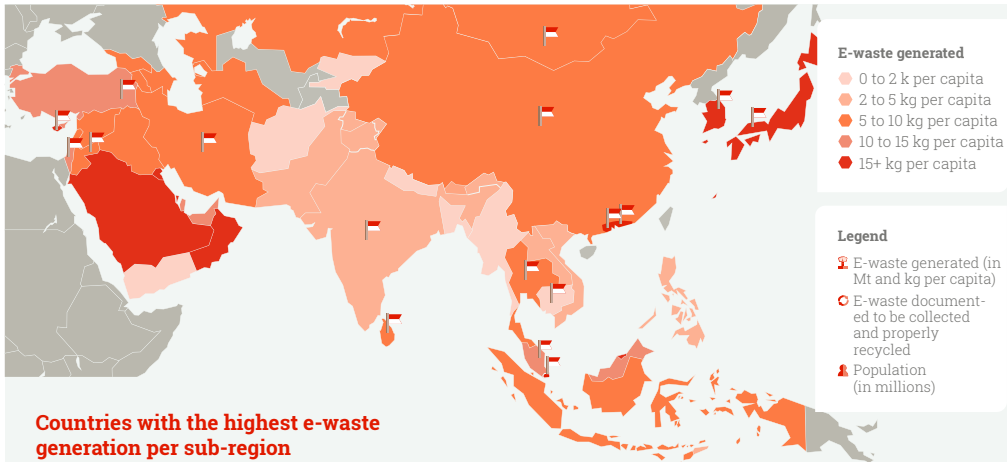 E-waste generated
0 to 2 k per capita
2 to 5 kg per capita
5 to 10 kg per capita
10 to 15 kg per capita
15+ kg per capita
Legend
E-waste generated (in
Mt and kg per capita)
E-waste document-
ed to be collected
and properly
recycled
Population
(in millions)
Countries with the highest e-waste
generation per sub-region